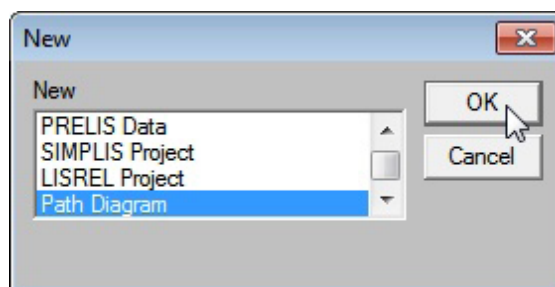 New
New
PRELIS Data
SIMPLIS Project
LISREL Project
Path Diagram
OK
Cancel